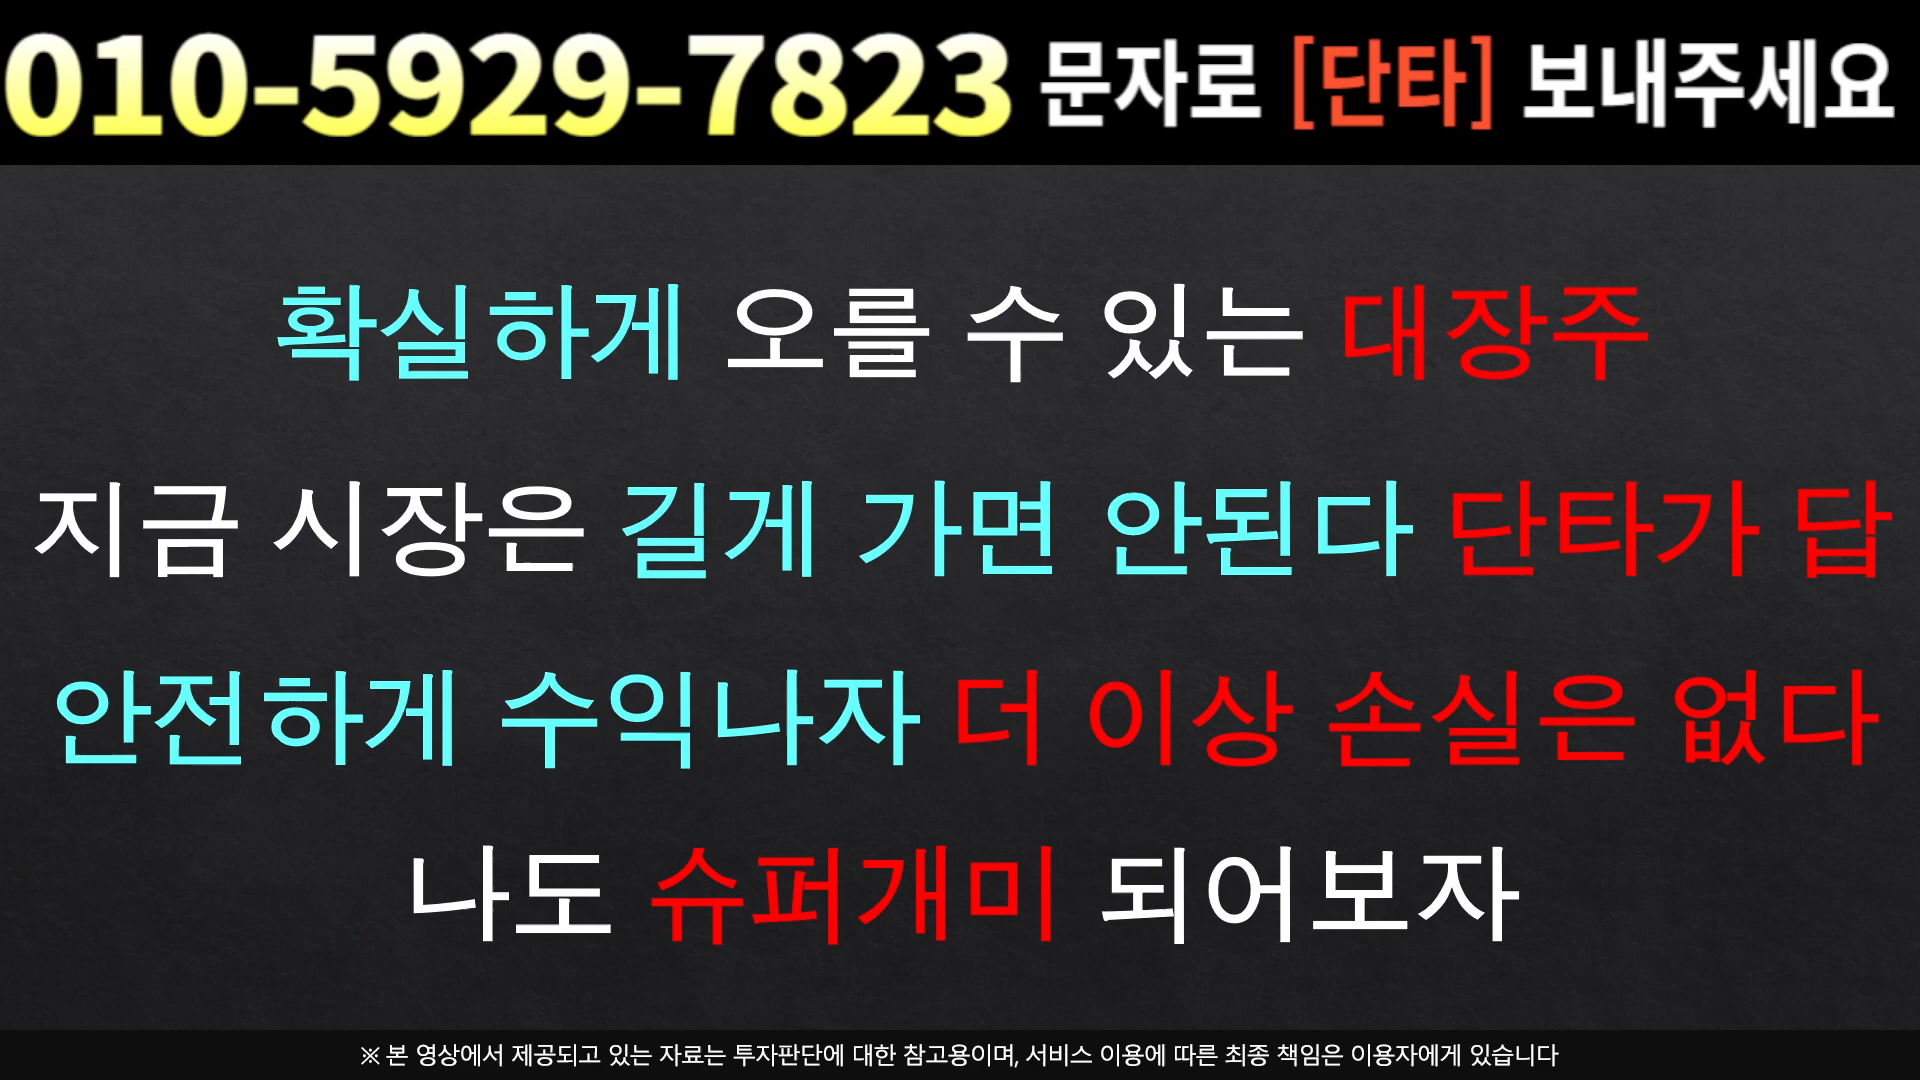 010-5929-7823 문자로 [단타] 보내주세요
확실하게 오를 수 있는 대장주
지금 시장은 길게 가면 안된다 단타가 답
안전하게 수익나자 더 이상 손실은 없다
나도 슈퍼개미 되어보자
※ 본 영상에서 제공되고 있는 자료는 투자판단에 대한 참고용이며, 서비스 이용에 따른 최종 책임은 이용자에게 있습니다